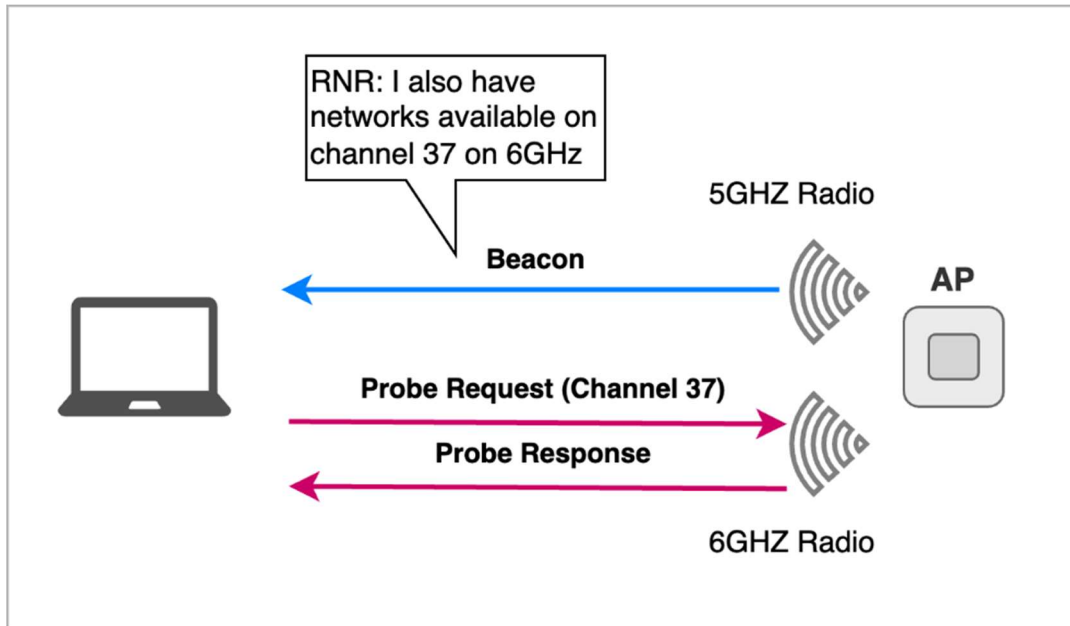 RNR: I also have
networks available on
channel 37 on 6GHz
5GHZ Radio
Beacon
AP
Probe Request (Channel 37)
Probe Response
6GHZ Radio